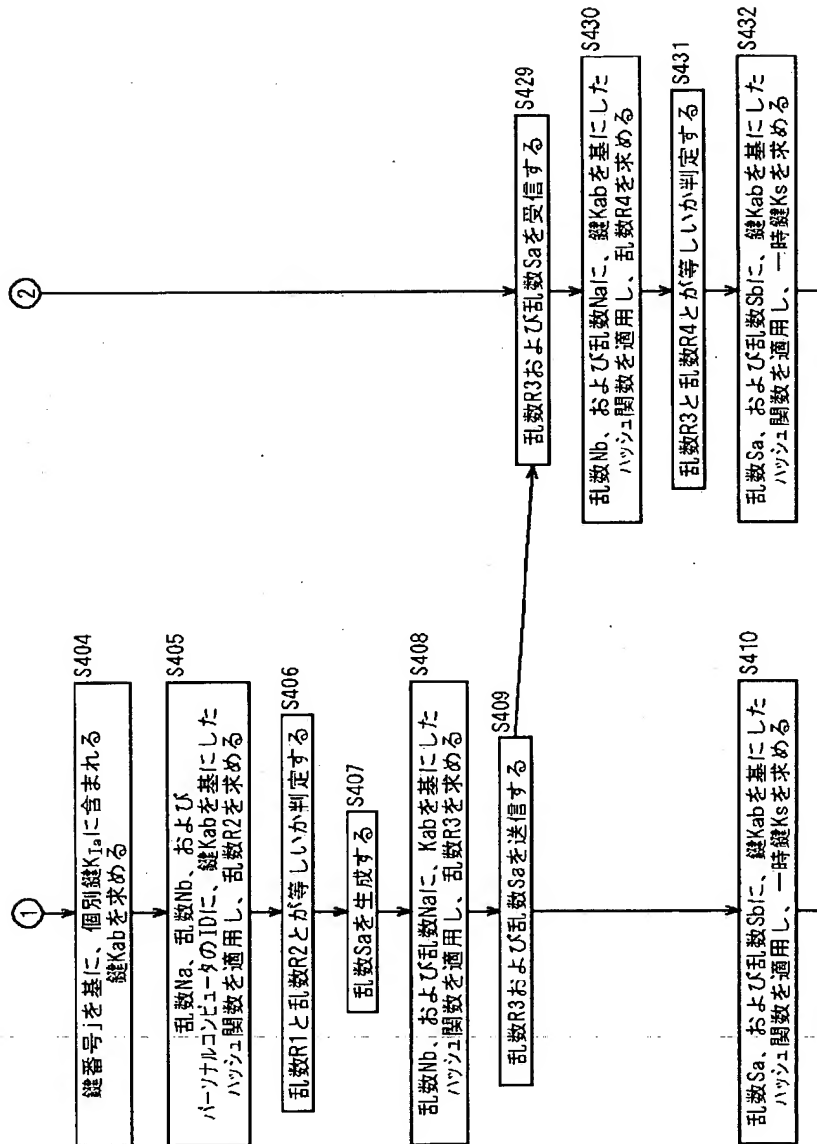 ①
鍵番号jを基に、個別鍵K_Iaに含まれる
鍵Kabを求める
S404
乱数Na、乱数Nb、および
パーソナルコンピュータのIDに、鍵Kabを基にした
ハッシュ関数を適用し、乱数R2を求める
S405
乱数R1と乱数R2とが等しいか判定する
S406
乱数Saを生成する
S407
乱数Nb、および乱数Naに、Kabを基にした
ハッシュ関数を適用し、乱数R3を求める
S408
乱数R3および乱数Saを送信する
S409
乱数Sa、および乱数Sbに、鍵Kabを基にした
ハッシュ関数を適用し、一時鍵Ksを求める
S410
②
乱数R3および乱数Saを受信する
S429
乱数Nb、および乱数Naに、鍵Kabを基にした
ハッシュ関数を適用し、乱数R4を求める
S430
乱数R3と乱数R4とが等しいか判定する
S431
乱数Sa、および乱数Sbに、鍵Kabを基にした
ハッシュ関数を適用し、一時鍵Ksを求める
S432